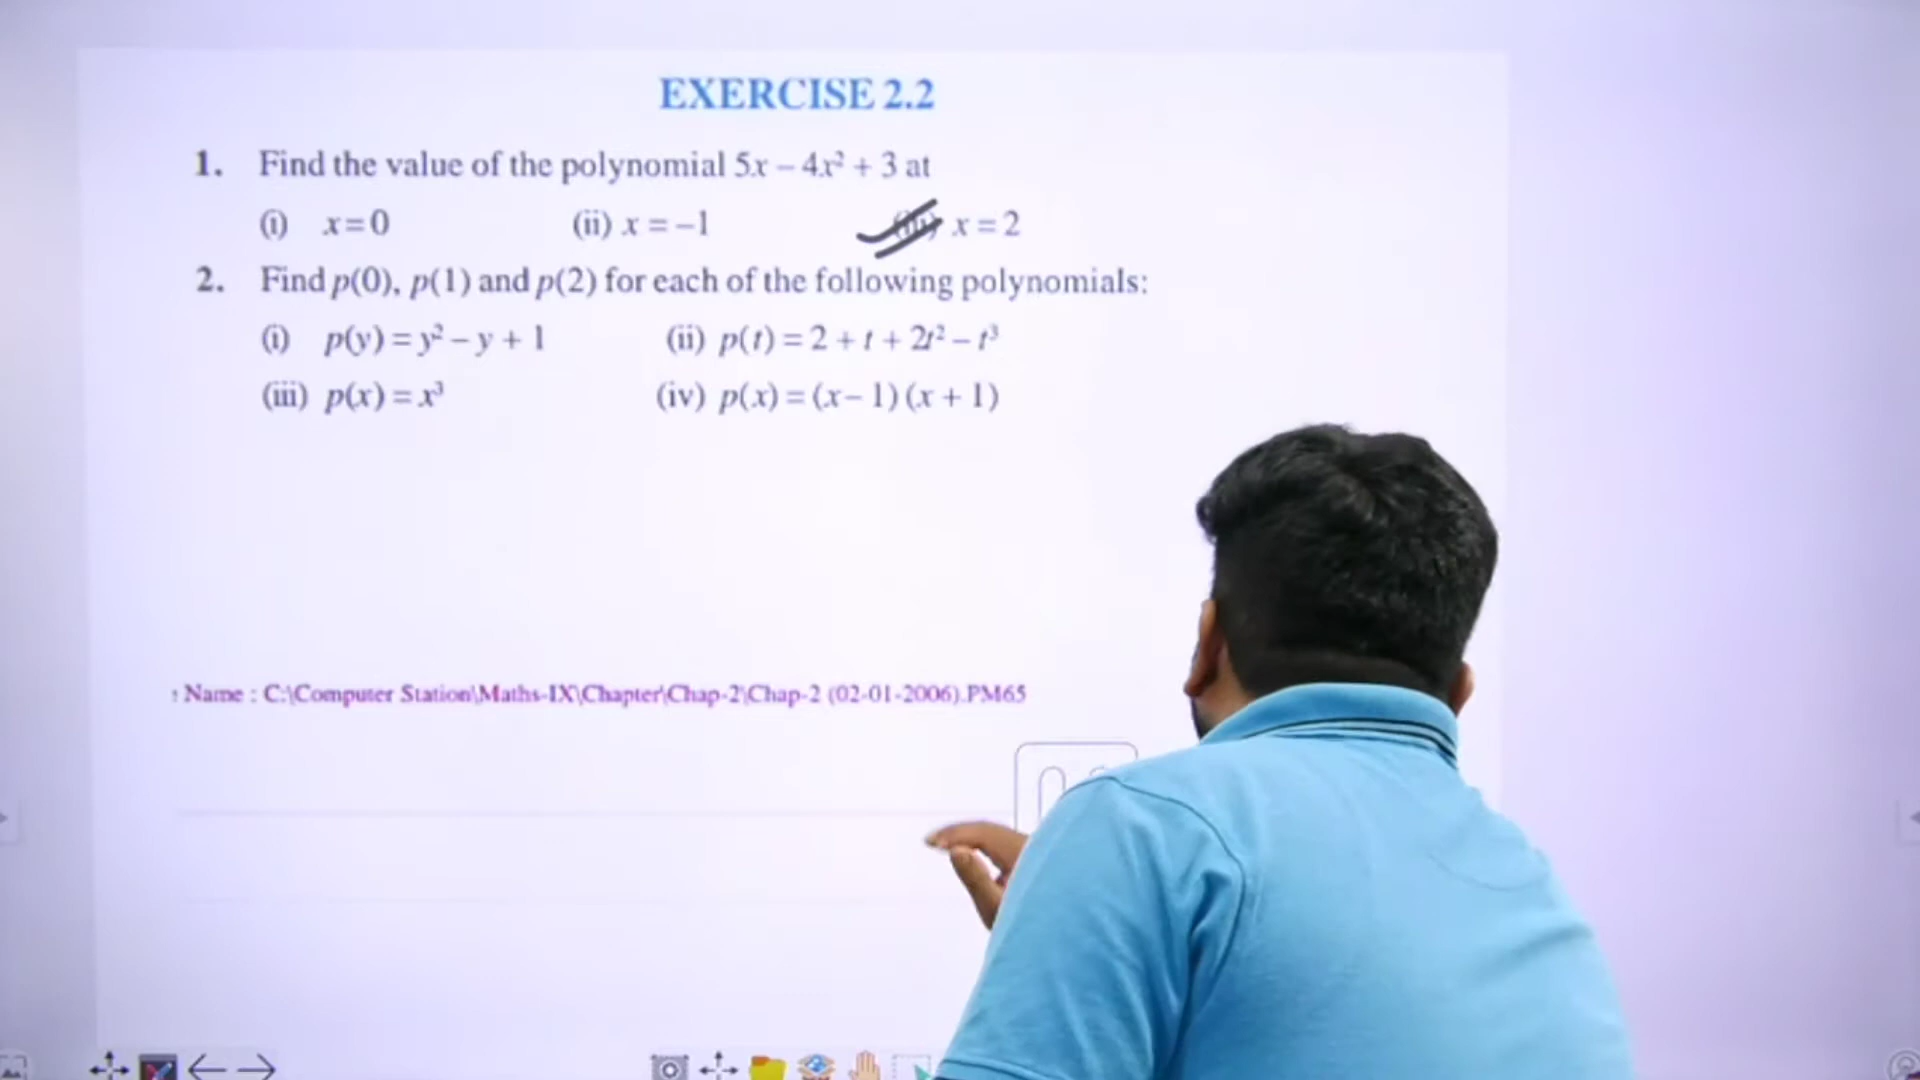 EXERCISE 2.2
1. Find the value of the polynomial 5x – 4x² + 3 at
(i) x = 0 (ii) x = –1 (iii) x = 2
2. Find p(0), p(1) and p(2) for each of the following polynomials:
(i) p(y) = y² – y + 1 (ii) p(t) = 2 + t + 2t² – t³
(iii) p(x) = x³ (iv) p(x) = (x – 1) (x + 1)
Name : C:\Computer Station\Maths-IX\Chapter\Chap-2\Chap-2 (02-01-2006).PM65